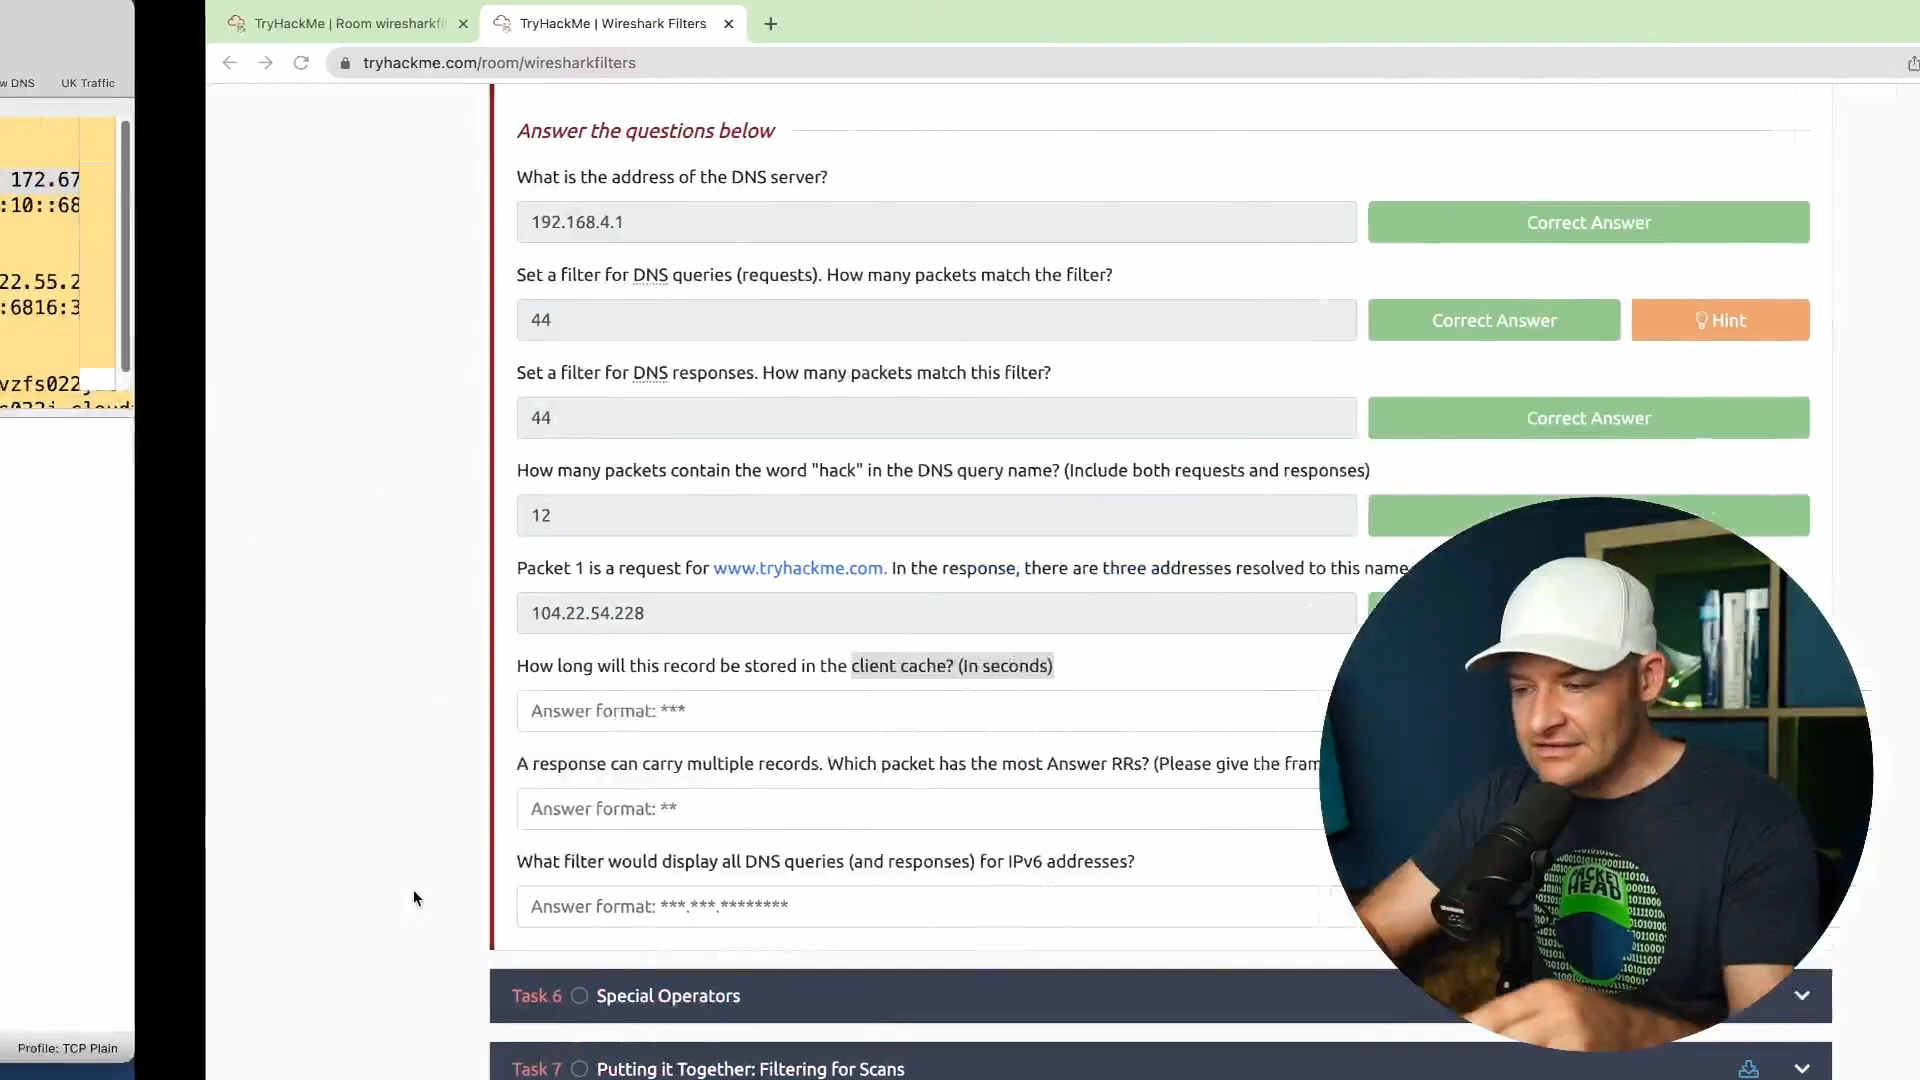 TryHackMe | Room wiresharkfil
TryHackMe | Wireshark Filters
tryhackme.com/room/wiresharkfilters
w DNS
UK Traffic
172.67
:10::68
22.55.2
:6816:3
vzfs022j
Profile: TCP Plain
Answer the questions below
What is the address of the DNS server?
192.168.4.1
Correct Answer
Set a filter for DNS queries (requests). How many packets match the filter?
44
Correct Answer
Hint
Set a filter for DNS responses. How many packets match this filter?
44
Correct Answer
How many packets contain the word "hack" in the DNS query name? (Include both requests and responses)
12
Packet 1 is a request for www.tryhackme.com. In the response, there are three addresses resolved to this name
104.22.54.228
How long will this record be stored in the client cache? (In seconds)
Answer format: ***
A response can carry multiple records. Which packet has the most Answer RRs? (Please give the fram
Answer format: **
What filter would display all DNS queries (and responses) for IPv6 addresses?
Answer format: ***.***.********
Task 6 Special Operators
Task 7 Putting it Together: Filtering for Scans
PACKET
HEAD